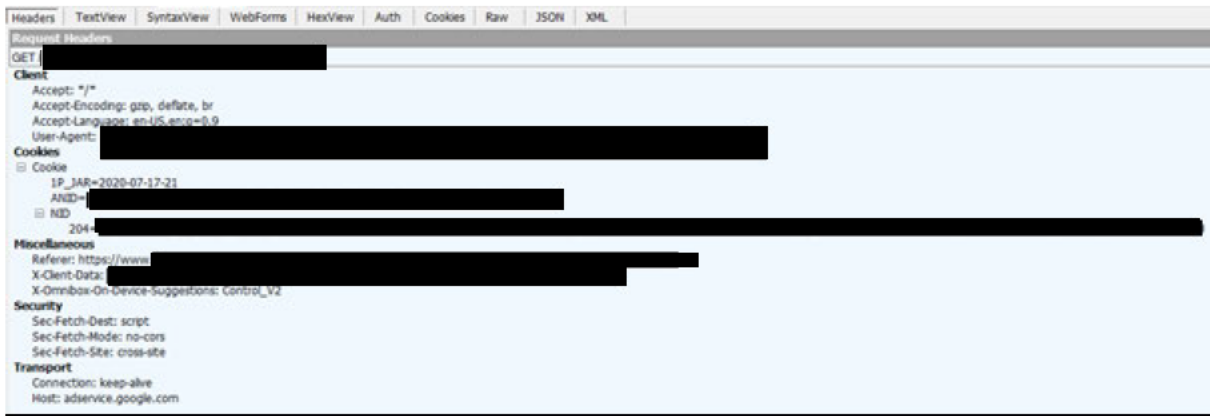 Headers TextView SyntaxView WebForms HexView Auth Cookies Raw JSON XML
Request Headers
GET
Client
Accept: "/"
Accept-Encoding: gzip, deflate, br
Accept-Language: en-US,en;q=0.9
User-Agent:
Cookies
Cookie
1P_JAR=2020-07-17-21
ANID=
NID
204=
Miscellaneous
Referer: https://www.
X-Client-Data:
X-Omnibox-On-Device-Suggestions: Control_V2
Security
Sec-Fetch-Dest: script
Sec-Fetch-Mode: no-cors
Sec-Fetch-Site: cross-site
Transport
Connection: keep-alive
Host: adservice.google.com